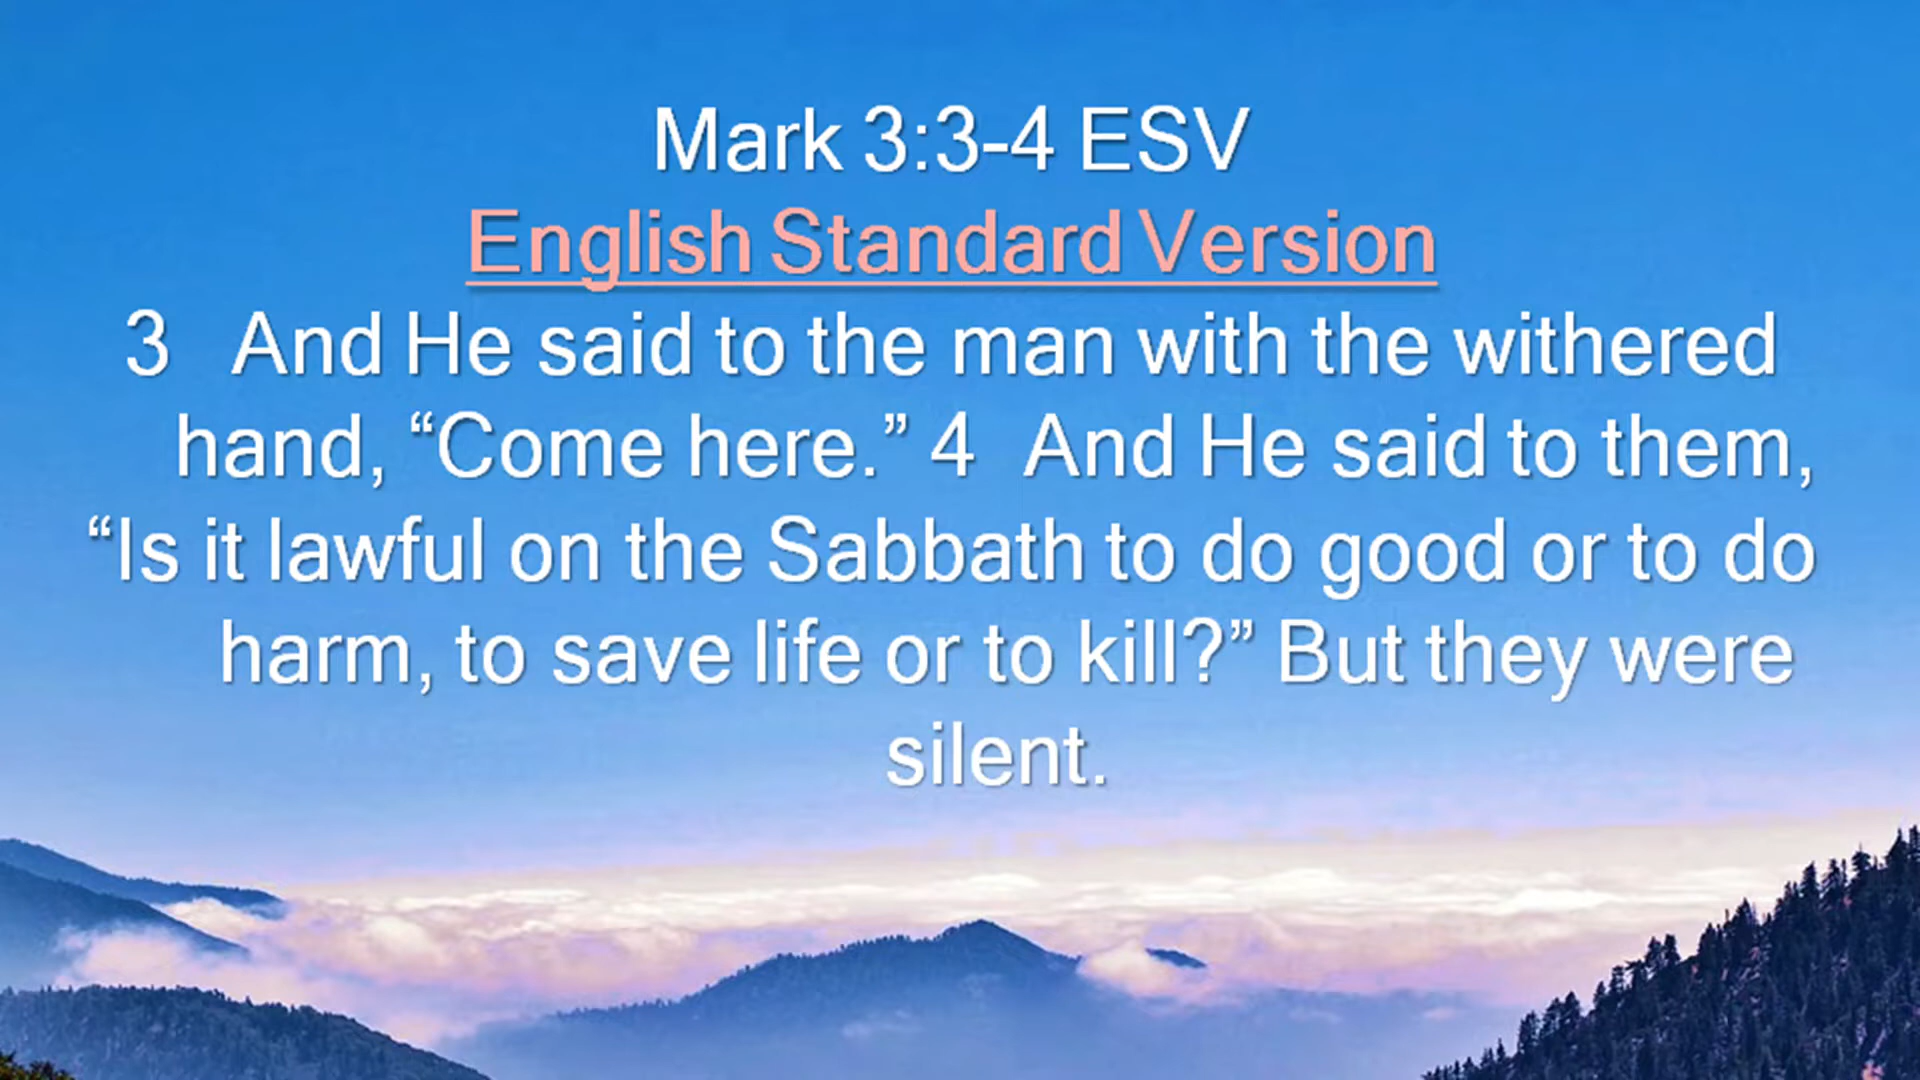 Mark 3:3-4 ESV
English Standard Version
3 And He said to the man with the withered
hand, “Come here.” 4 And He said to them,
“Is it lawful on the Sabbath to do good or to do
harm, to save life or to kill?” But they were
silent.